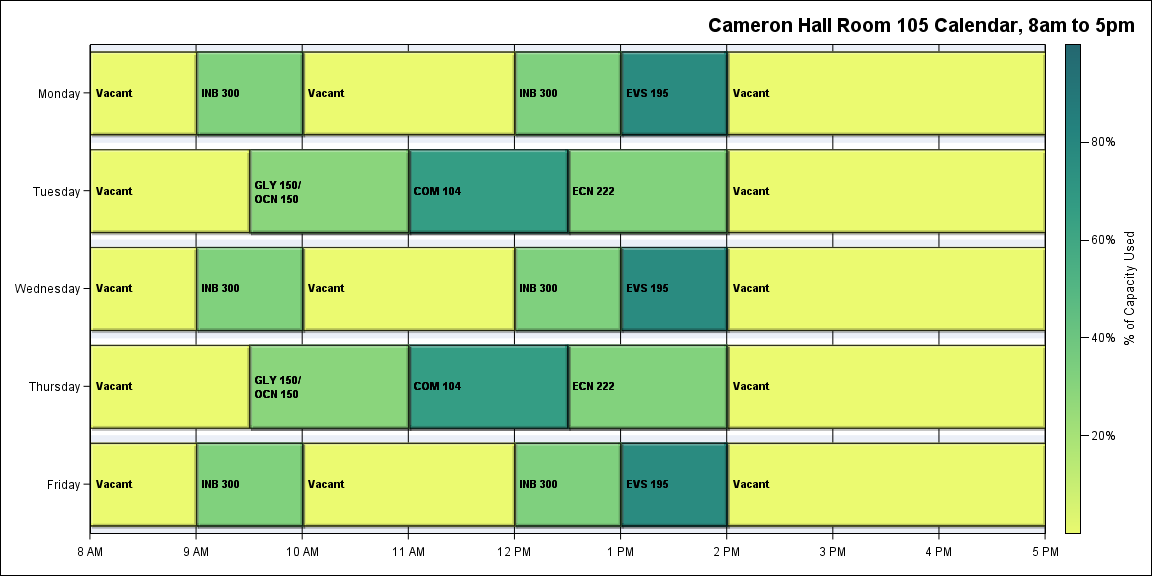 Cameron Hall Room 105 Calendar, 8am to 5pm
Monday
Vacant
INB 300
Vacant
INB 300
EVS 195
Vacant
Tuesday
Vacant
GLY 150/
OCN 150
COM 104
ECN 222
Vacant
Wednesday
Vacant
INB 300
Vacant
INB 300
EVS 195
Vacant
Thursday
Vacant
GLY 150/
OCN 150
COM 104
ECN 222
Vacant
Friday
Vacant
INB 300
Vacant
INB 300
EVS 195
Vacant
8 AM
9 AM
10 AM
11 AM
12 PM
1 PM
2 PM
3 PM
4 PM
5 PM
80%
60%
40%
20%
% of Capacity Used